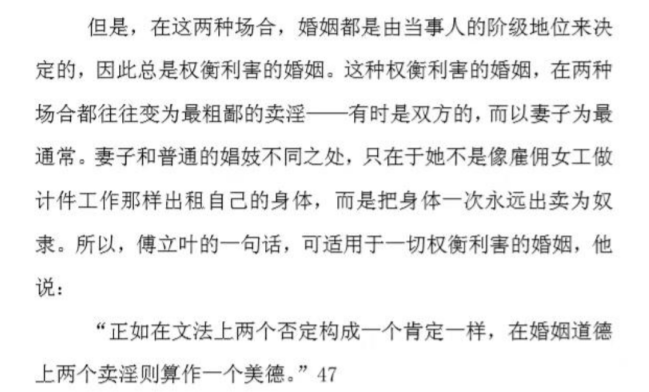 但是，在这两种场合，婚姻都是由当事人的阶级地位来决
定的，因此总是权衡利害的婚姻。这种权衡利害的婚姻，在两种
场合都往往变为最粗鄙的卖淫——有时是双方的，而以妻子为最
通常。妻子和普通的娼妓不同之处，只在于她不是像雇佣女工做
计件工作那样出租自己的身体，而是把身体一次永远出卖为奴
隶。所以，傅立叶的一句话，可适用于一切权衡利害的婚姻，他
说：
“正如在文法上两个否定构成一个肯定一样，在婚姻道德
上两个卖淫则算作一个美德。”47